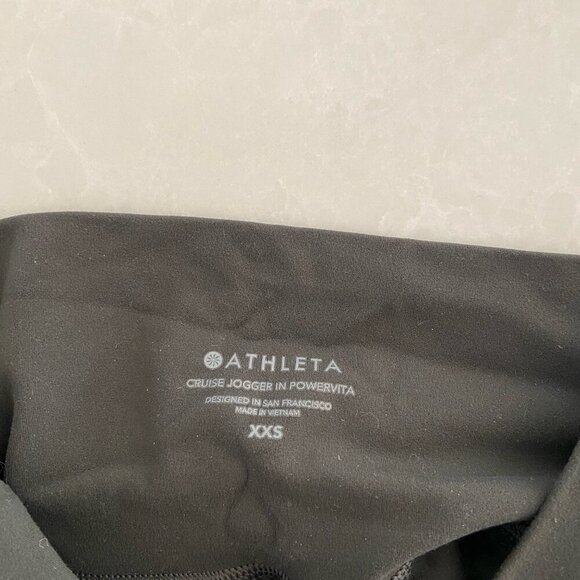 ATHLETA
CRUISE JOGGER IN POWERVITA
DESIGNED IN SAN FRANCISCO
MADE IN VIETNAM
XXS